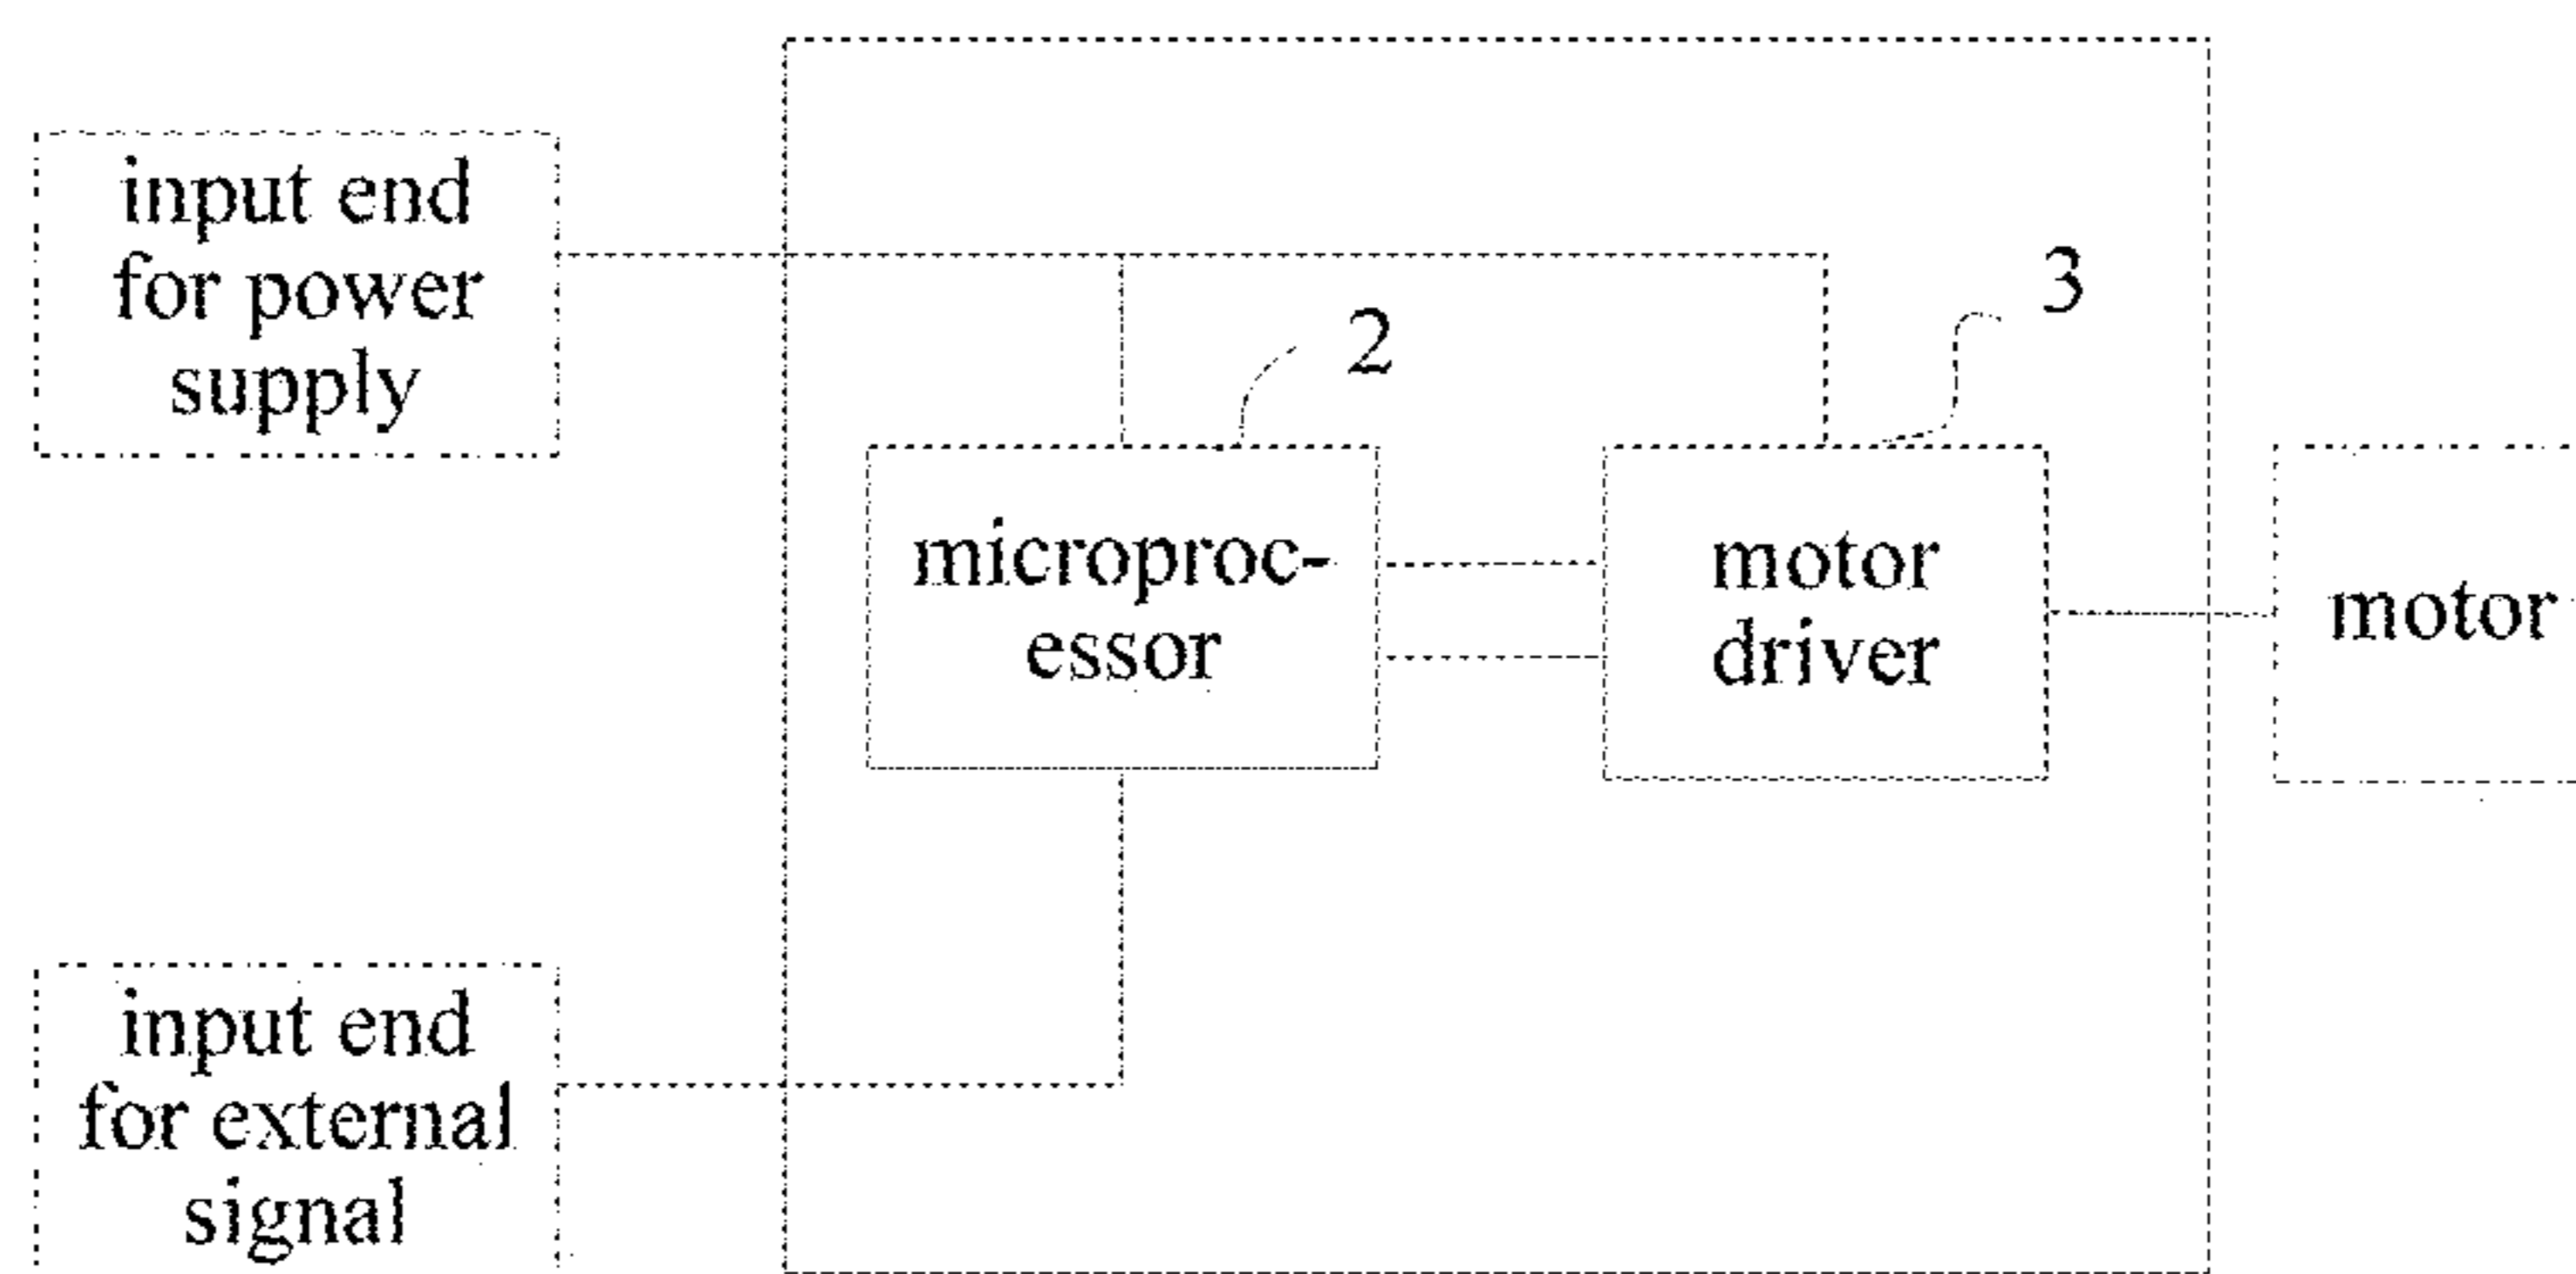 input end
for power
supply
2
3
microproc-
essor
motor
driver
motor
input end
for external
signal